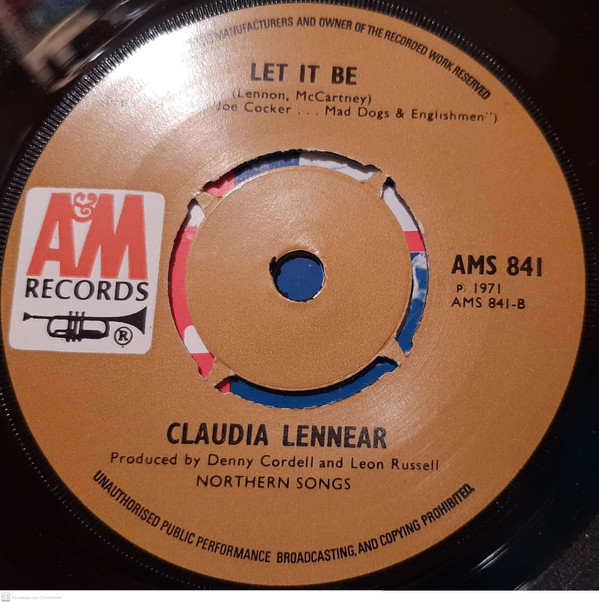 MANUFACTURERS AND OWNER OF THE RECORDED WORK RESERVED
LET IT BE
(Lennon, McCartney)
Joe Cocker . . . Mad Dogs & Englishmen")
A&M
RECORDS
®
AMS 841
℗ 1971
AMS 841-B
CLAUDIA LENNEAR
Produced by Denny Cordell and Leon Russell
NORTHERN SONGS
UNAUTHORISED PUBLIC PERFORMANCE BROADCASTING, AND COPYING PROHIBITED.